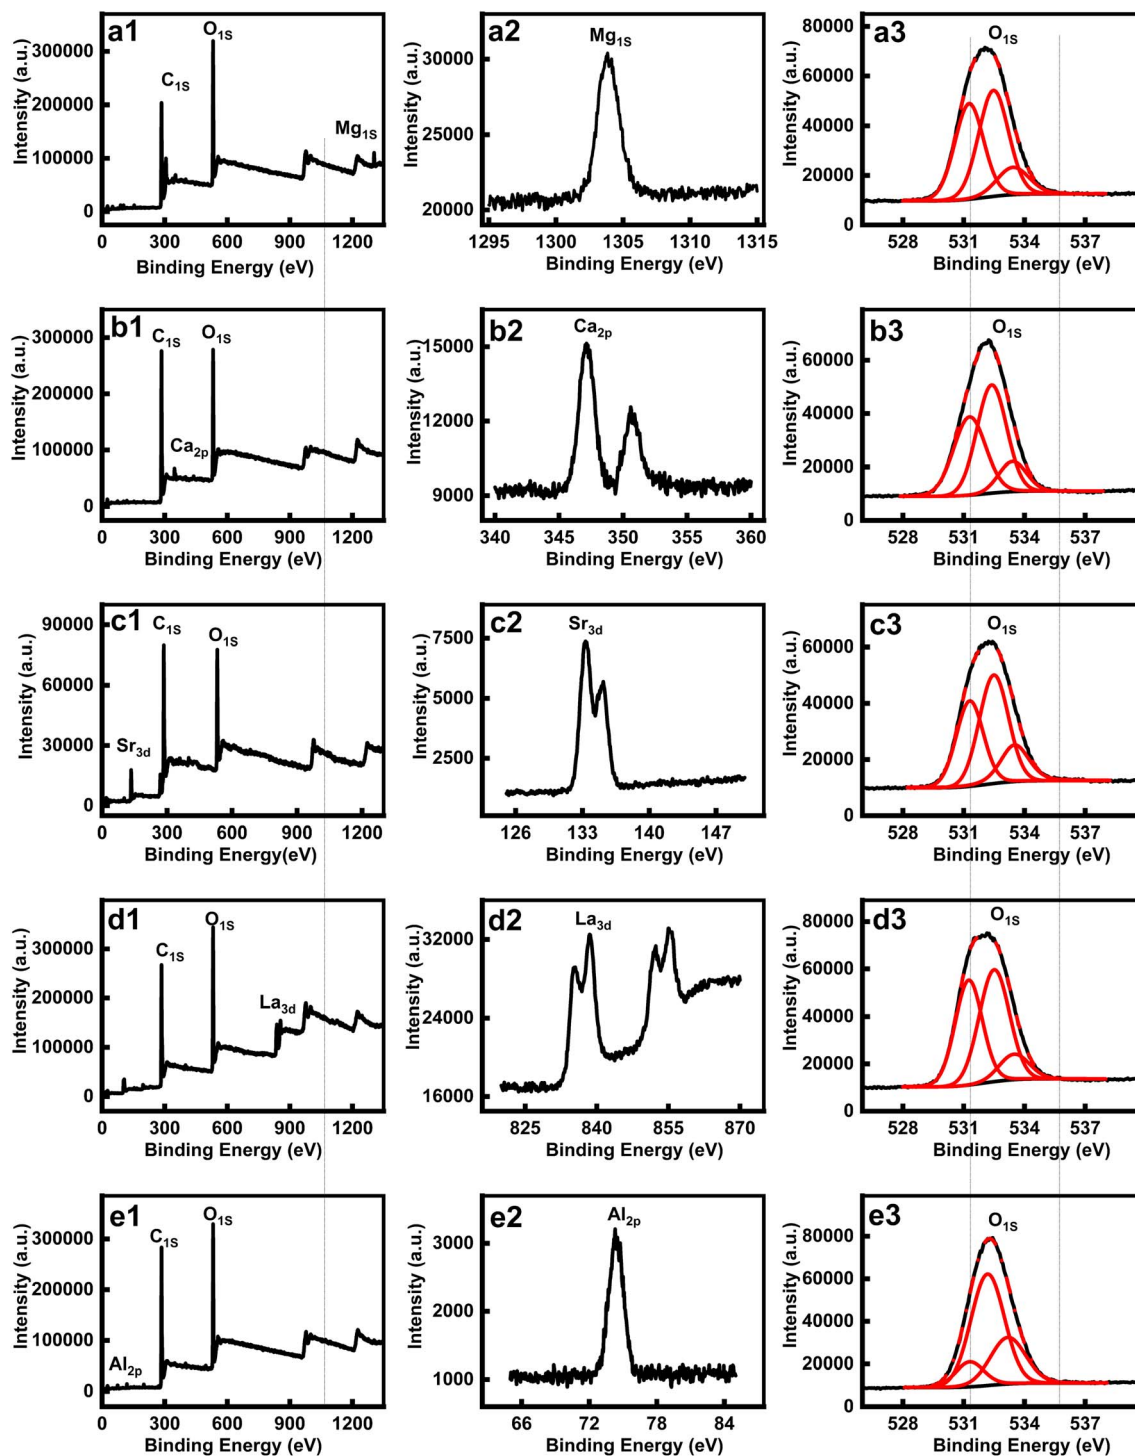 a1
O1S
C1S
Mg1S
Intensity (a.u.)
300000
200000
100000
0
0 300 600 900 1200
Binding Energy (eV)
a2
Mg1S
Intensity (a.u.)
30000
25000
20000
1295 1300 1305 1310 1315
Binding Energy (eV)
a3
O1S
Intensity (a.u.)
80000
60000
40000
20000
0
528 531 534 537
Binding Energy (eV)
b1
C1S
O1S
Ca2p
Intensity (a.u.)
300000
200000
100000
0
0 300 600 900 1200
Binding Energy (eV)
b2
Ca2p
Intensity (a.u.)
15000
12000
9000
340 345 350 355 360
Binding Energy (eV)
b3
O1S
Intensity (a.u.)
60000
40000
20000
0
528 531 534 537
Binding Energy (eV)
c1
C1S
O1S
Sr3d
Intensity (a.u.)
90000
60000
30000
0
0 300 600 900 1200
Binding Energy(eV)
c2
Sr3d
Intensity (a.u.)
7500
5000
2500
126 133 140 147
Binding Energy (eV)
c3
O1S
Intensity (a.u.)
60000
40000
20000
0
528 531 534 537
Binding Energy (eV)
d1
O1S
C1S
La3d
Intensity (a.u.)
300000
200000
100000
0
0 300 600 900 1200
Binding Energy (eV)
d2
La3d
Intensity (a.u.)
32000
24000
16000
825 840 855 870
Binding Energy (eV)
d3
O1S
Intensity (a.u.)
80000
60000
40000
20000
0
528 531 534 537
Binding Energy (eV)
e1
O1S
C1S
Al2p
Intensity (a.u.)
300000
200000
100000
0
0 300 600 900 1200
Binding Energy (eV)
e2
Al2p
Intensity (a.u.)
3000
2000
1000
66 72 78 84
Binding Energy (eV)
e3
O1S
Intensity (a.u.)
80000
60000
40000
20000
0
528 531 534 537
Binding Energy (eV)